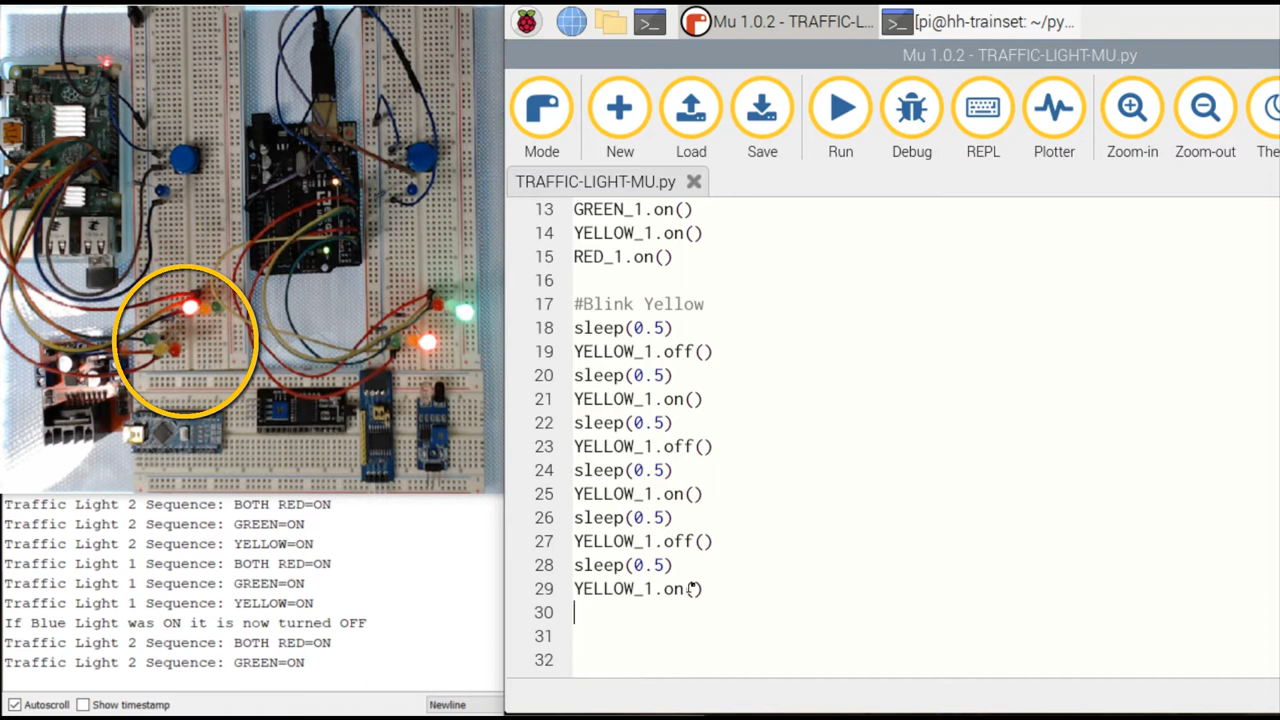 Mu 1.0.2 - TRAFFIC-L...
[pi@hh-trainset: ~/py...
Mu 1.0.2 - TRAFFIC-LIGHT-MU.py
Mode
New
Load
Save
Run
Debug
REPL
Plotter
Zoom-in
Zoom-out
The
TRAFFIC-LIGHT-MU.py
13 GREEN_1.on()
14 YELLOW_1.on()
15 RED_1.on()
16
17 #Blink Yellow
18 sleep(0.5)
19 YELLOW_1.off()
20 sleep(0.5)
21 YELLOW_1.on()
22 sleep(0.5)
23 YELLOW_1.off()
24 sleep(0.5)
25 YELLOW_1.on()
26 sleep(0.5)
27 YELLOW_1.off()
28 sleep(0.5)
29 YELLOW_1.on()
30
31
32
Traffic Light 2 Sequence: BOTH RED=ON
Traffic Light 2 Sequence: GREEN=ON
Traffic Light 2 Sequence: YELLOW=ON
Traffic Light 1 Sequence: BOTH RED=ON
Traffic Light 1 Sequence: GREEN=ON
Traffic Light 1 Sequence: YELLOW=ON
If Blue Light was ON it is now turned OFF
Traffic Light 2 Sequence: BOTH RED=ON
Traffic Light 2 Sequence: GREEN=ON
Autoscroll
Show timestamp
Newline